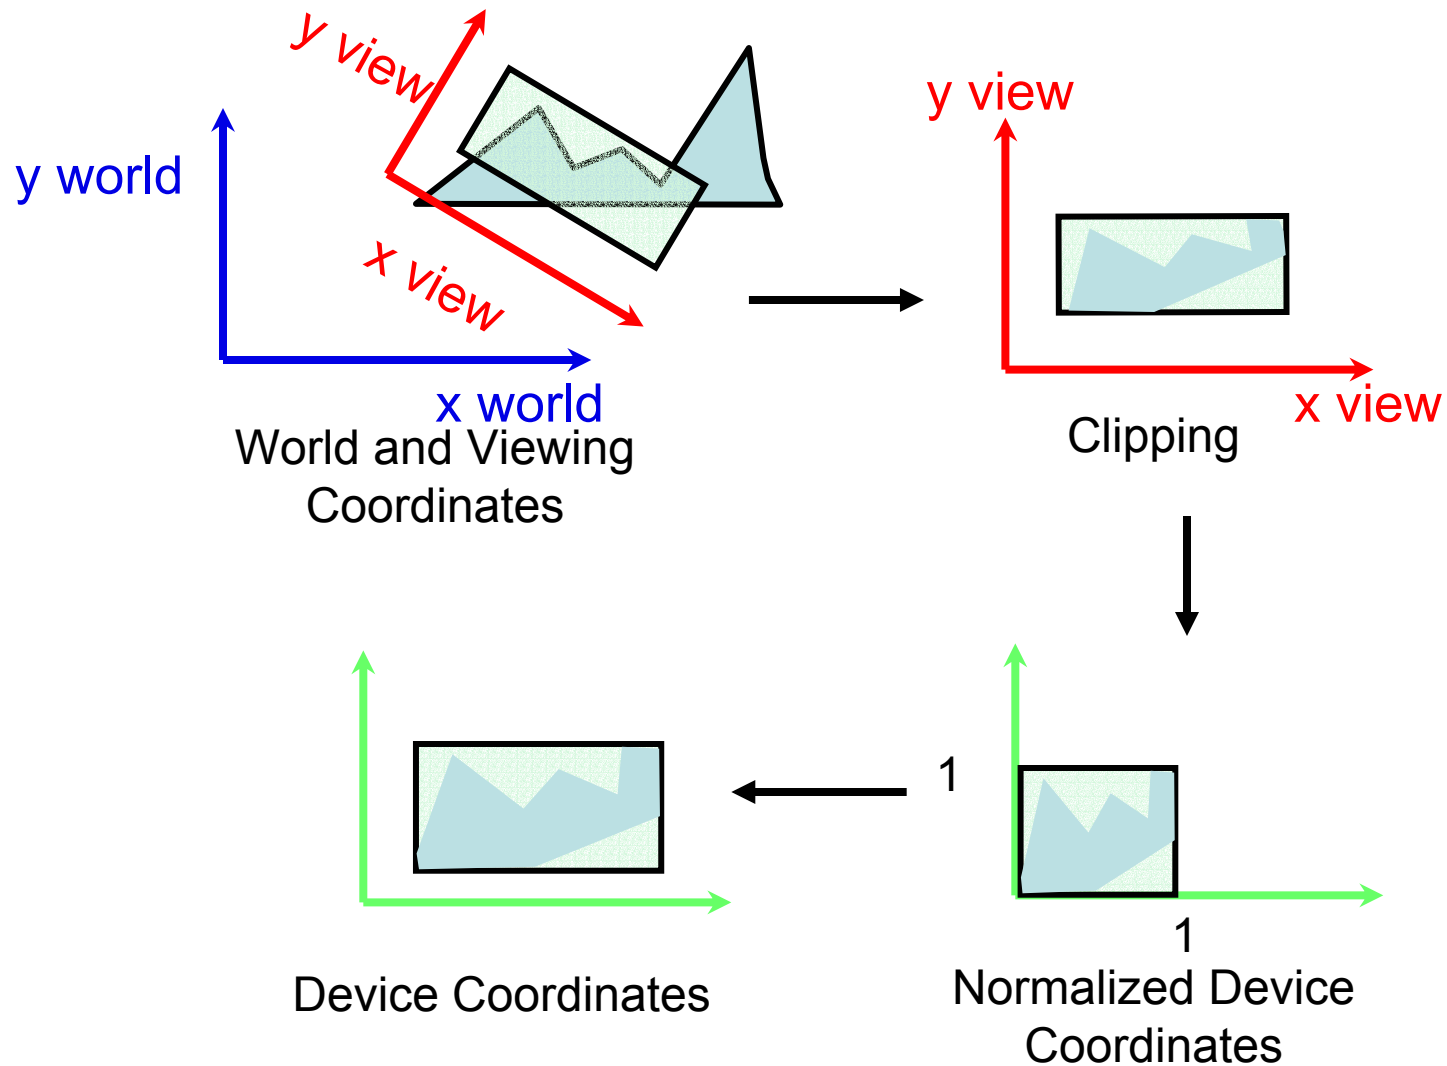 y view
y world
x view
x world
World and Viewing
Coordinates
y view
x view
Clipping
1
1
Normalized Device
Coordinates
Device Coordinates